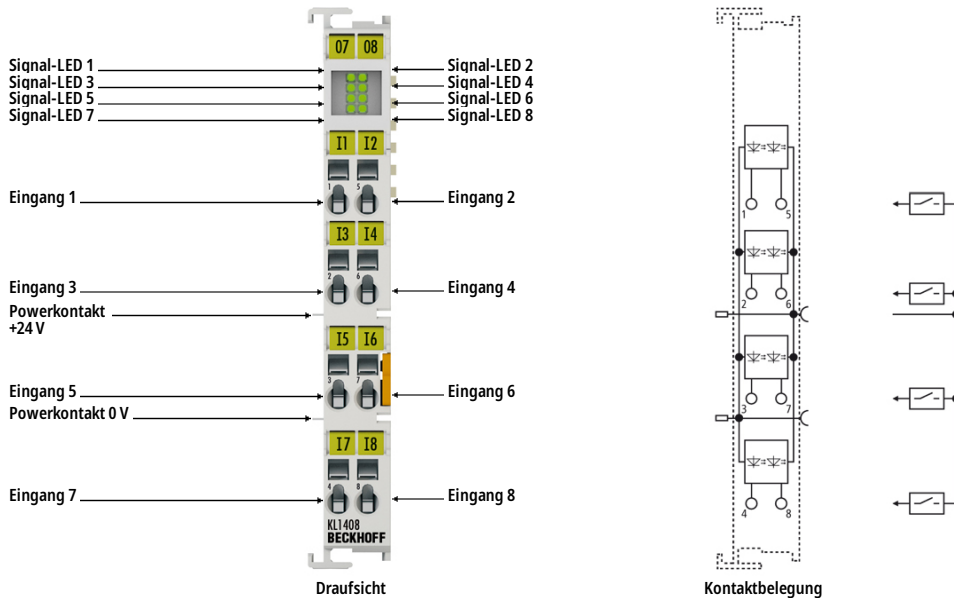 07 08
Signal-LED 1
Signal-LED 2
Signal-LED 3
Signal-LED 4
Signal-LED 5
Signal-LED 6
Signal-LED 7
Signal-LED 8
I1 I2
1 5
Eingang 1
Eingang 2
1 5
I3 I4
2 6
Eingang 3
Eingang 4
2 6
Powerkontakt
+24 V
I5 I6
3 7
Eingang 5
Eingang 6
3 7
Powerkontakt 0 V
I7 I8
4 8
Eingang 7
Eingang 8
4 8
KL1408
BECKHOFF
Draufsicht
Kontaktbelegung